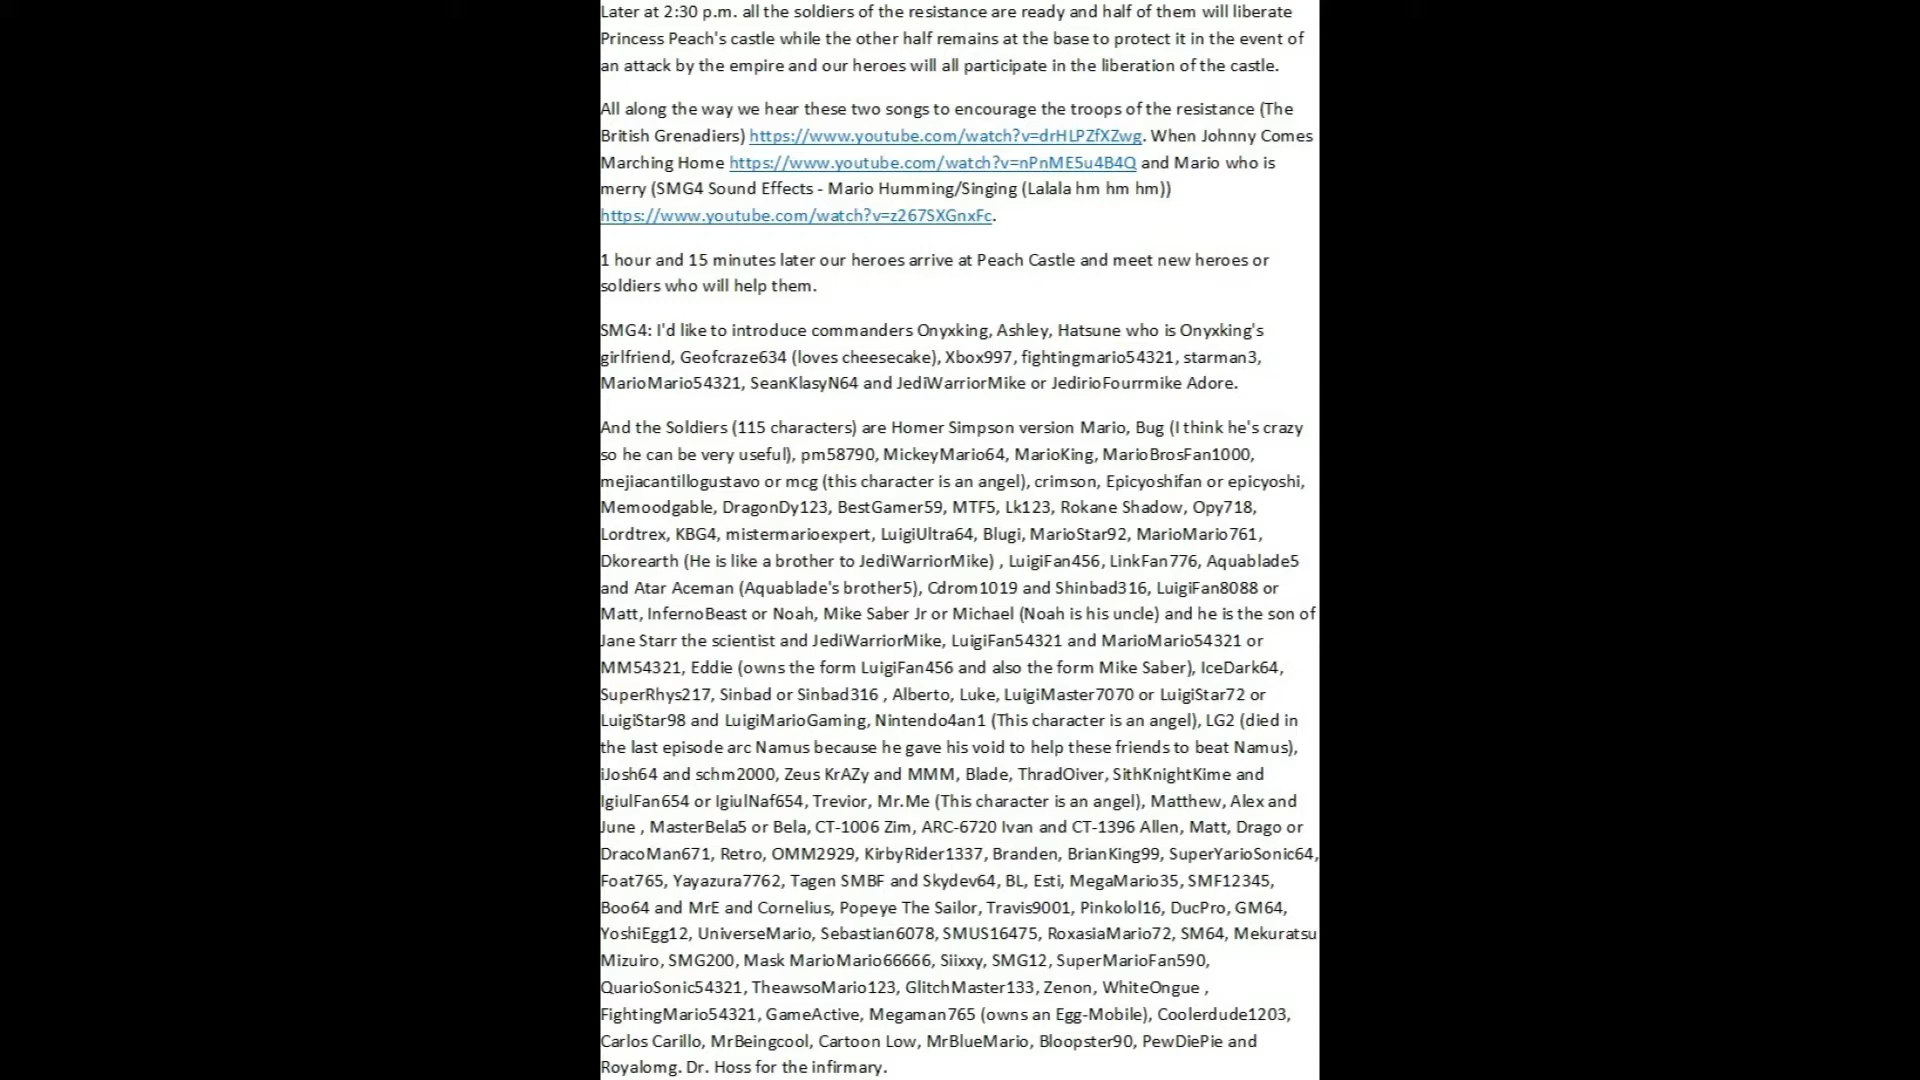 Later at 2:30 p.m. all the soldiers of the resistance are ready and half of them will liberate
Princess Peach's castle while the other half remains at the base to protect it in the event of
an attack by the empire and our heroes will all participate in the liberation of the castle.
All along the way we hear these two songs to encourage the troops of the resistance (The
British Grenadiers) https://www.youtube.com/watch?v=drHLPZfXZwg. When Johnny Comes
Marching Home https://www.youtube.com/watch?v=nPnME5u4B4Q and Mario who is
merry (SMG4 Sound Effects - Mario Humming/Singing (Lalala hm hm hm))
https://www.youtube.com/watch?v=z267SXGnxFc.
1 hour and 15 minutes later our heroes arrive at Peach Castle and meet new heroes or
soldiers who will help them.
SMG4: I'd like to introduce commanders Onyxking, Ashley, Hatsune who is Onyxking's
girlfriend, Geofcraze634 (loves cheesecake), Xbox997, fightingmario54321, starman3,
MarioMario54321, SeanKlasyN64 and JediWarriorMike or JedirioFourrmike Adore.
And the Soldiers (115 characters) are Homer Simpson version Mario, Bug (I think he's crazy
so he can be very useful), pm58790, MickeyMario64, MarioKing, MarioBrosFan1000,
mejiacantillogustavo or mcg (this character is an angel), crimson, Epicyoshifan or epicyoshi,
Memoodgable, DragonDy123, BestGamer59, MTF5, Lk123, Rokane Shadow, Opy718,
Lordtrex, KBG4, mistermarioexpert, LuigiUltra64, Blugi, MarioStar92, MarioMario761,
Dkorearth (He is like a brother to JediWarriorMike) , LuigiFan456, LinkFan776, Aquablade5
and Atar Aceman (Aquablade's brother5), Cdrom1019 and Shinbad316, LuigiFan8088 or
Matt, InfernoBeast or Noah, Mike Saber Jr or Michael (Noah is his uncle) and he is the son of
Jane Starr the scientist and JediWarriorMike, LuigiFan54321 and MarioMario54321 or
MM54321, Eddie (owns the form LuigiFan456 and also the form Mike Saber), IceDark64,
SuperRhys217, Sinbad or Sinbad316 , Alberto, Luke, LuigiMaster7070 or LuigiStar72 or
LuigiStar98 and LuigiMarioGaming, Nintendo4an1 (This character is an angel), LG2 (died in
the last episode arc Namus because he gave his void to help these friends to beat Namus),
iJosh64 and schm2000, Zeus KrAZy and MMM, Blade, ThradOiver, SithKnightKime and
IgiulFan654 or IgiulNaf654, Trevior, Mr.Me (This character is an angel), Matthew, Alex and
June , MasterBela5 or Bela, CT-1006 Zim, ARC-6720 Ivan and CT-1396 Allen, Matt, Drago or
DracoMan671, Retro, OMM2929, KirbyRider1337, Branden, BrianKing99, SuperYarioSonic64,
Foat765, Yayazura7762, Tagen SMBF and Skydev64, BL, Esti, MegaMario35, SMF12345,
Boo64 and MrE and Cornelius, Popeye The Sailor, Travis9001, Pinkolol16, DucPro, GM64,
YoshiEgg12, UniverseMario, Sebastian6078, SMUS16475, RoxasiaMario72, SM64, Mekuratsu
Mizuiro, SMG200, Mask MarioMario66666, Siixxy, SMG12, SuperMarioFan590,
QuarioSonic54321, TheawsoMario123, GlitchMaster133, Zenon, WhiteOngue ,
FightingMario54321, GameActive, Megaman765 (owns an Egg-Mobile), Coolerdude1203,
Carlos Carillo, MrBeingcool, Cartoon Low, MrBlueMario, Bloopster90, PewDiePie and
Royalomg. Dr. Hoss for the infirmary.